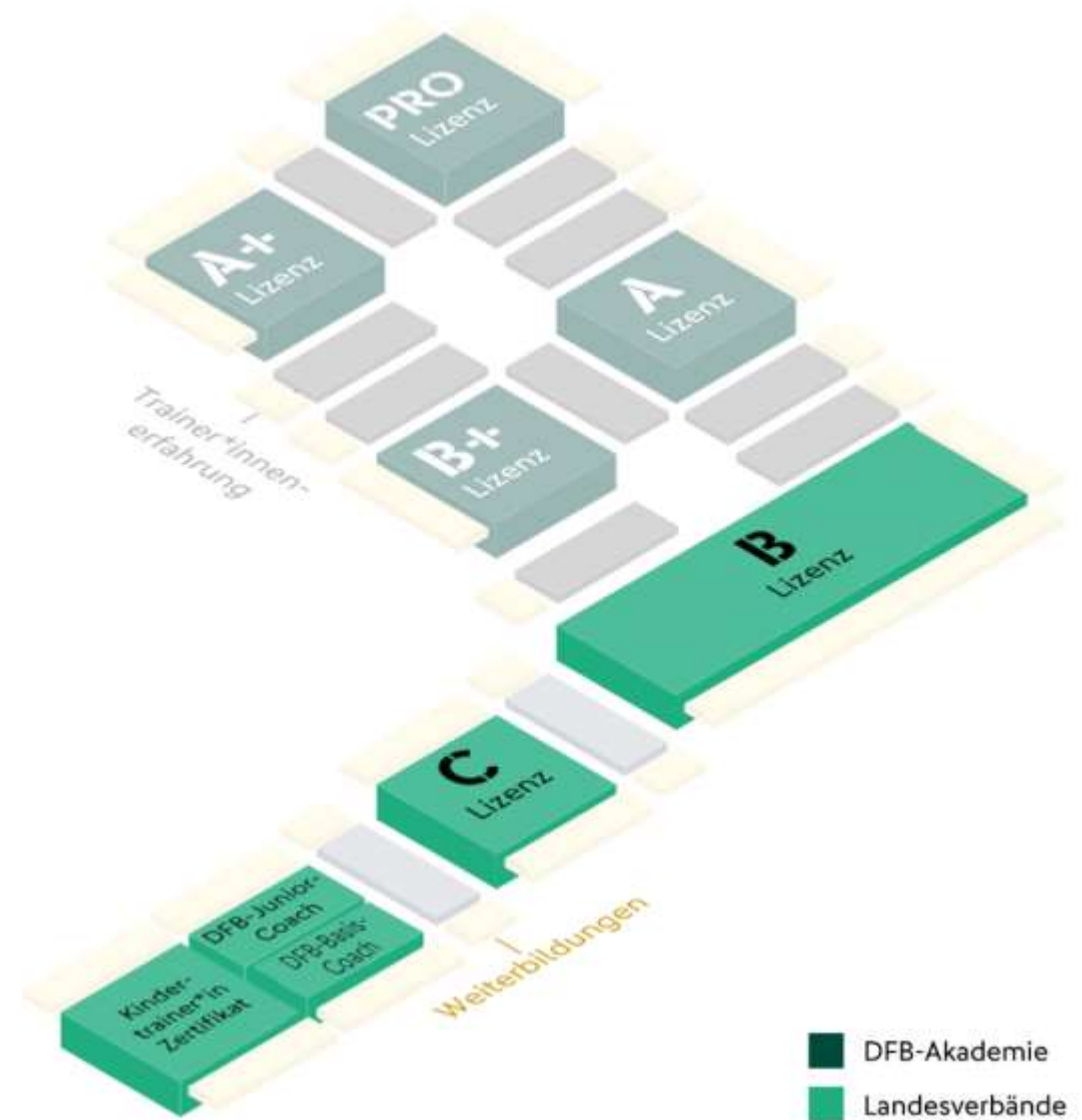 PRO
Lizenz
A+
Lizenz
A
Lizenz
Trainer*innen-
erfahrung
B+
Lizenz
B
Lizenz
C
Lizenz
DFB-Junior-
Coach
DFB-Basis-
Coach
Kinder-
trainer*in
Zertifikat
Weiterbildungen
DFB-Akademie
Landesverbände